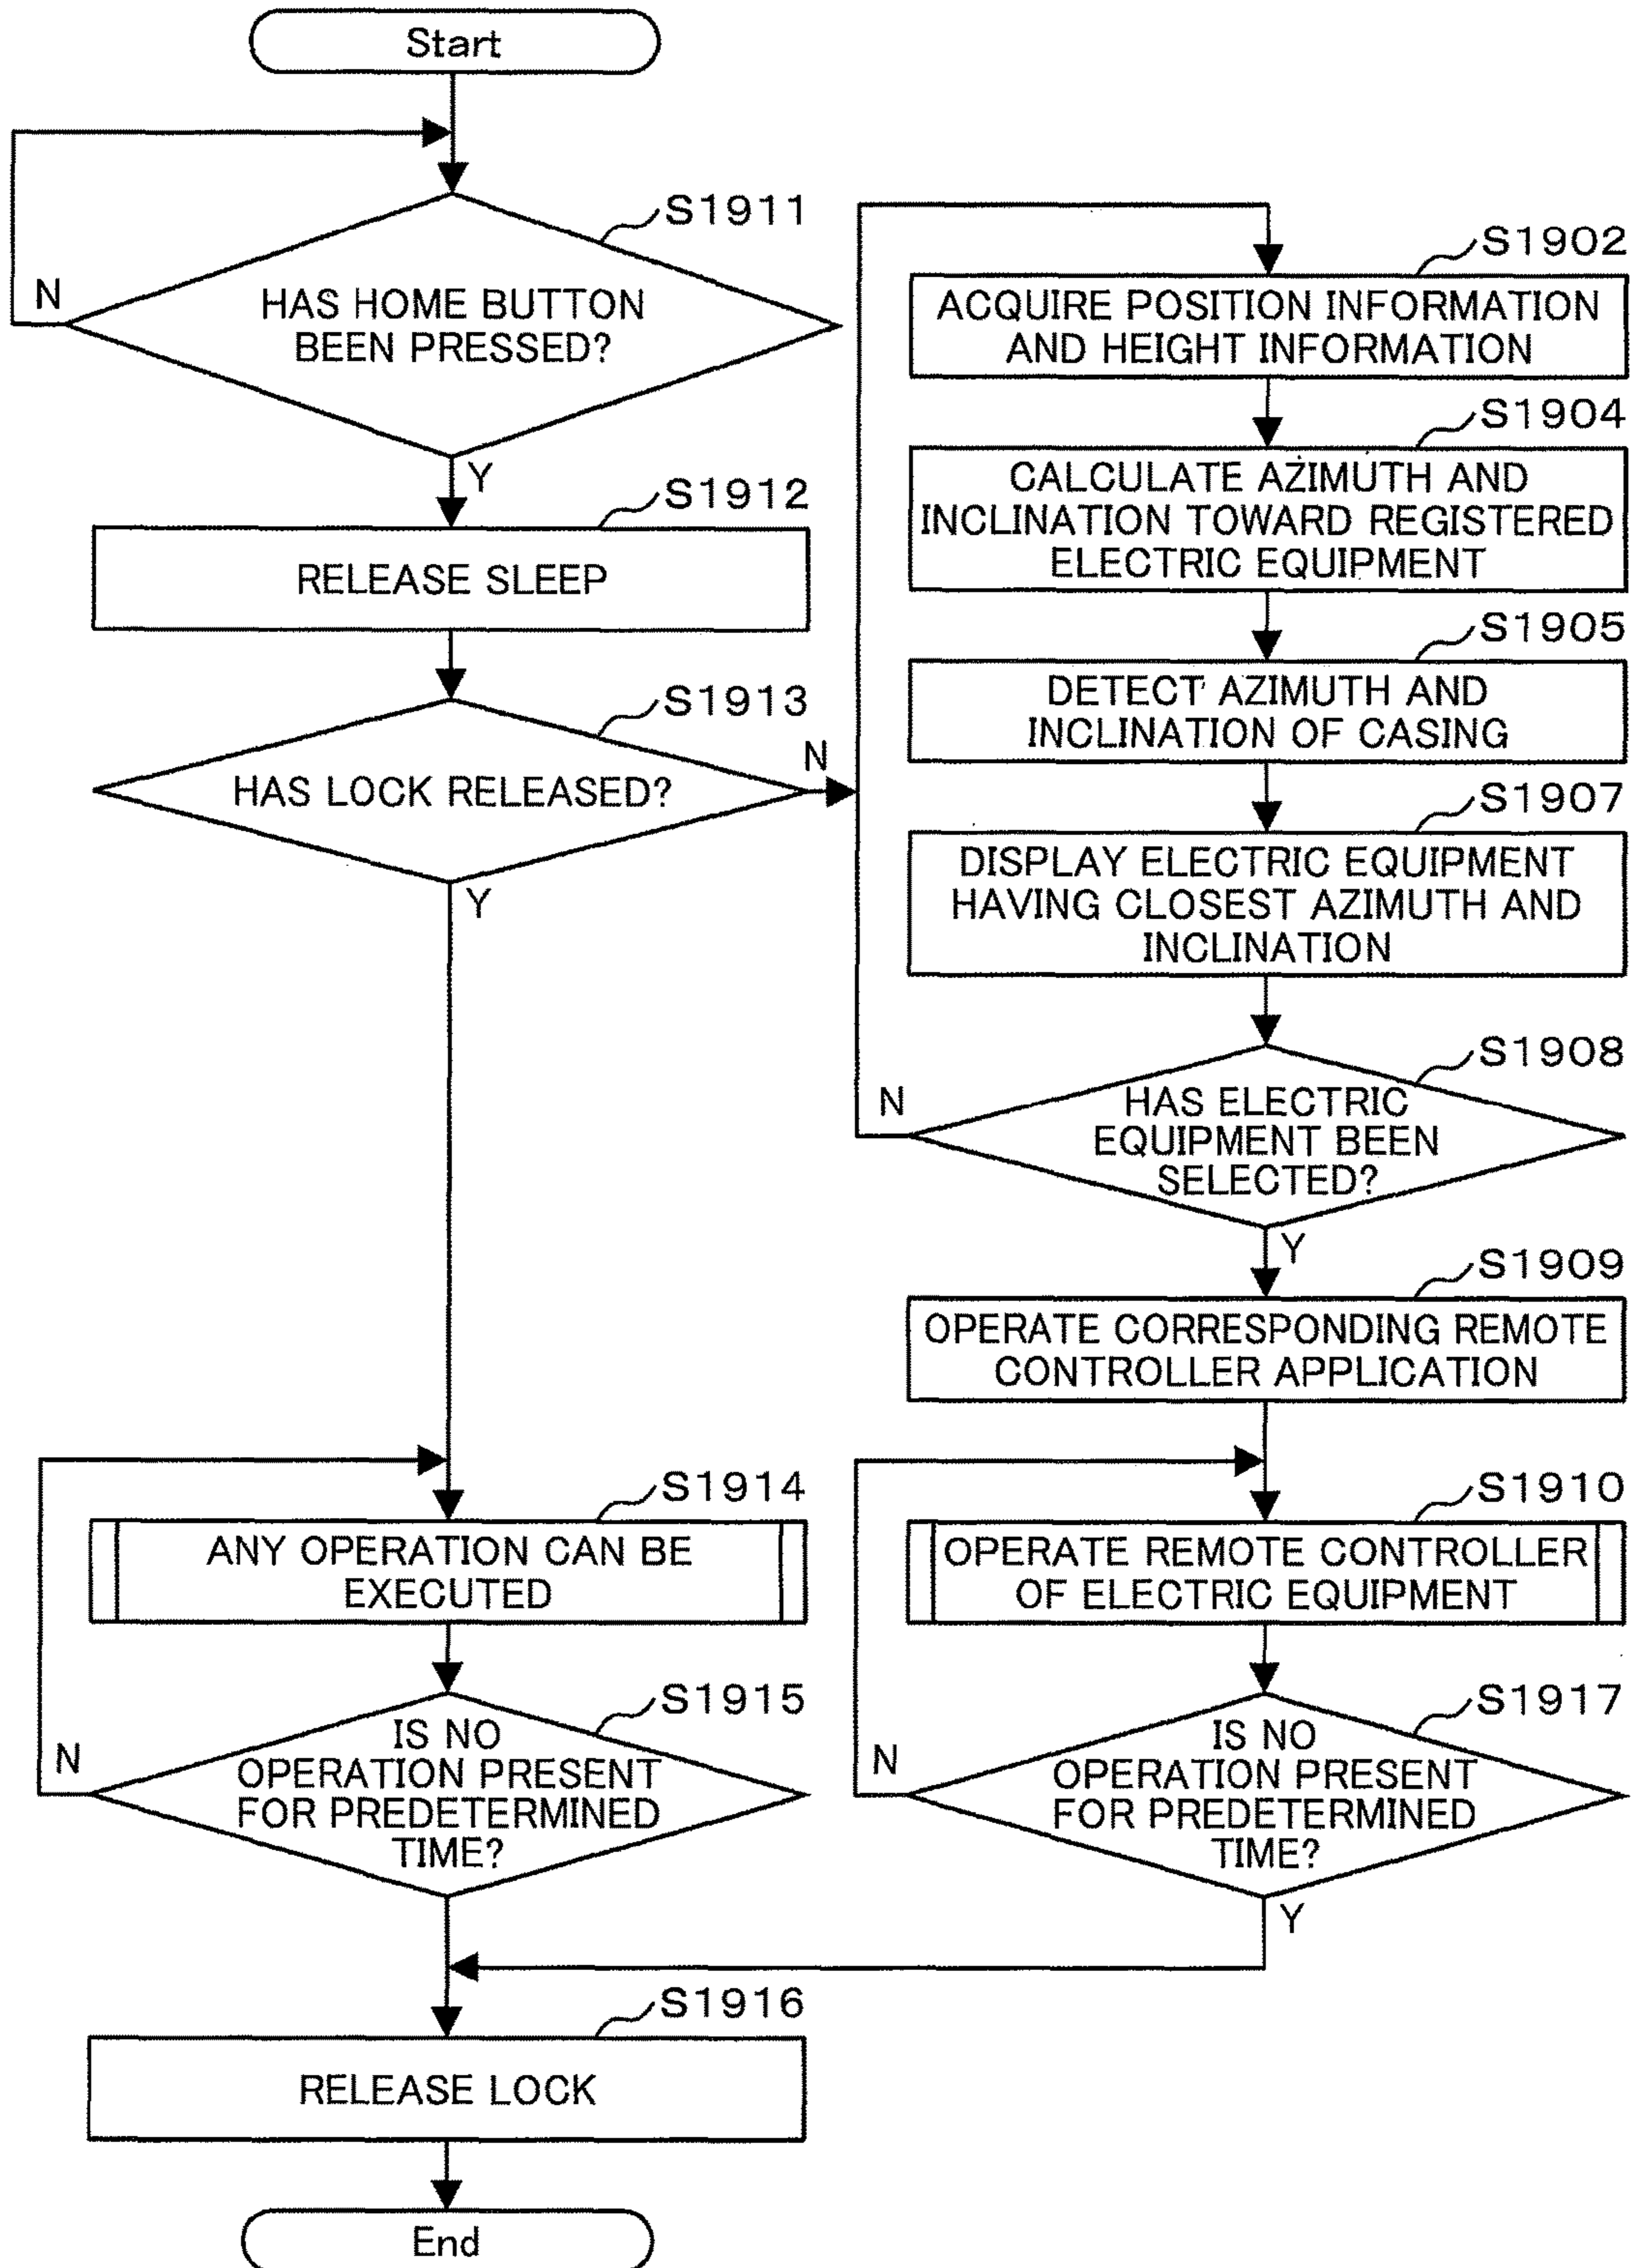 Start
S1911
N
HAS HOME BUTTON
BEEN PRESSED?
Y
S1912
RELEASE SLEEP
S1913
HAS LOCK RELEASED?
N
Y
S1902
ACQUIRE POSITION INFORMATION
AND HEIGHT INFORMATION
S1904
CALCULATE AZIMUTH AND
INCLINATION TOWARD REGISTERED
ELECTRIC EQUIPMENT
S1905
DETECT AZIMUTH AND
INCLINATION OF CASING
S1907
DISPLAY ELECTRIC EQUIPMENT
HAVING CLOSEST AZIMUTH AND
INCLINATION
S1908
N
HAS ELECTRIC
EQUIPMENT BEEN
SELECTED?
Y
S1909
OPERATE CORRESPONDING REMOTE
CONTROLLER APPLICATION
S1914
ANY OPERATION CAN BE
EXECUTED
S1915
N
IS NO
OPERATION PRESENT
FOR PREDETERMINED
TIME?
S1910
OPERATE REMOTE CONTROLLER
OF ELECTRIC EQUIPMENT
S1917
N
IS NO
OPERATION PRESENT
FOR PREDETERMINED
TIME?
Y
S1916
RELEASE LOCK
End